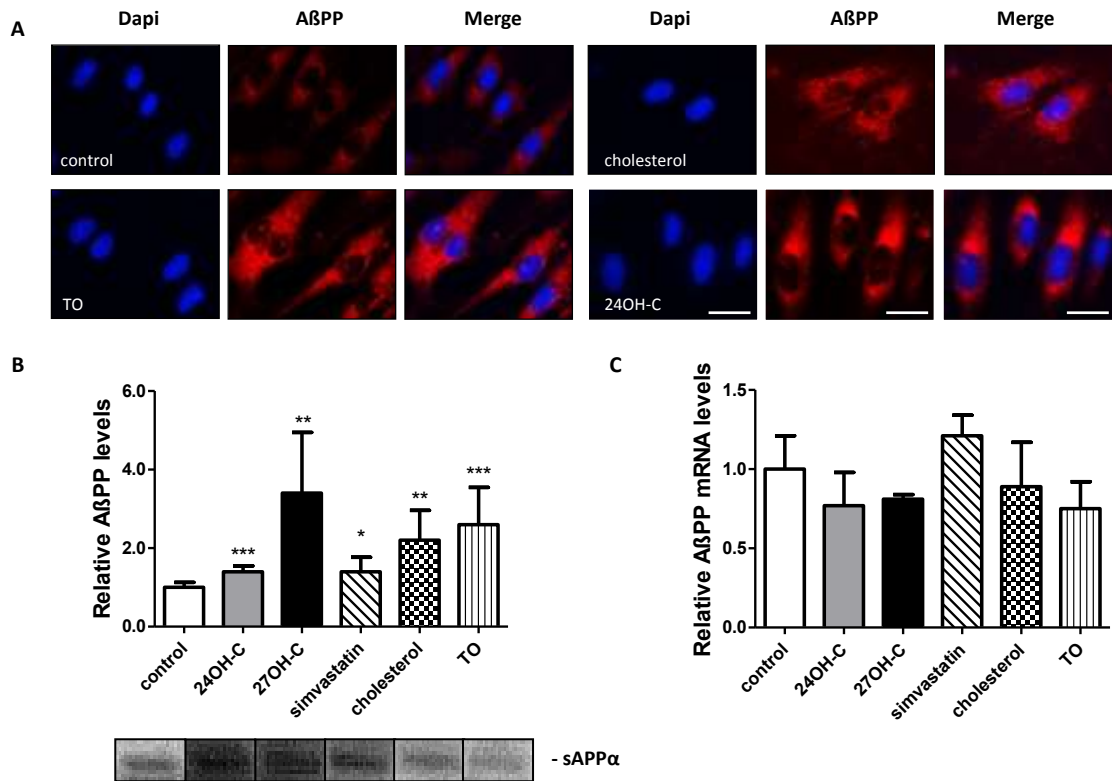 A
Dapi AßPP Merge Dapi AßPP Merge
control cholesterol
TO 24OH-C
B
Relative AßPP levels
6.0
4.0
2.0
0.0
*** ** * ** ***
control 24OH-C 27OH-C simvastatin cholesterol TO
- sAPPα
C
Relative AßPP mRNA levels
1.5
1.0
0.5
0.0
control 24OH-C 27OH-C simvastatin cholesterol TO